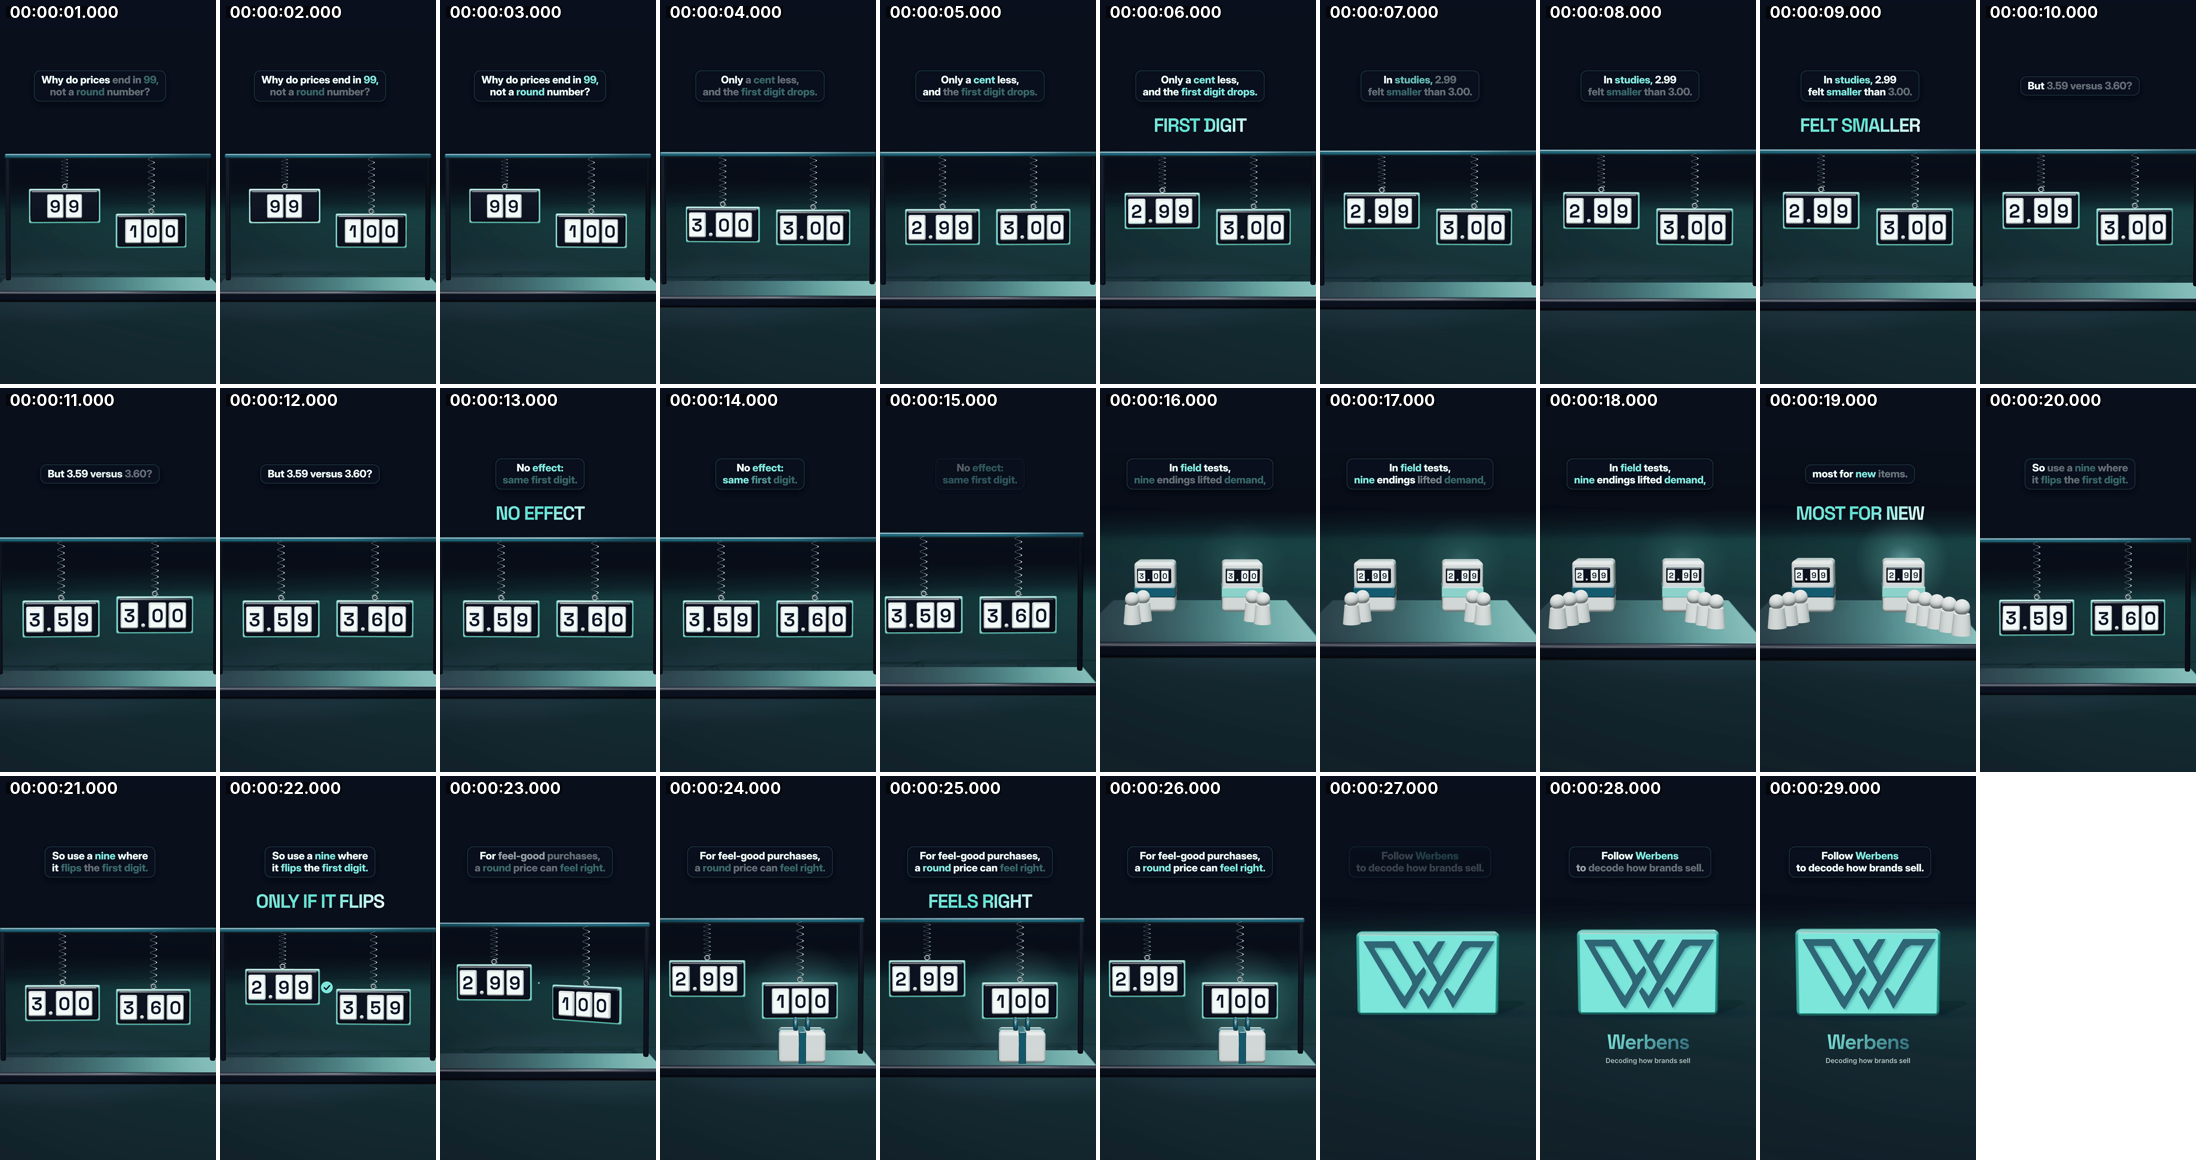 00:00:01.000
Why do prices end in 99,
not a round number?
99
100
00:00:02.000
Why do prices end in 99,
not a round number?
99
100
00:00:03.000
Why do prices end in 99,
not a round number?
99
100
00:00:04.000
Only a cent less,
and the first digit drops.
3.00
3.00
00:00:05.000
Only a cent less,
and the first digit drops.
2.99
3.00
00:00:06.000
Only a cent less,
and the first digit drops.
FIRST DIGIT
2.99
3.00
00:00:07.000
In studies, 2.99
felt smaller than 3.00.
2.99
3.00
00:00:08.000
In studies, 2.99
felt smaller than 3.00.
2.99
3.00
00:00:09.000
In studies, 2.99
felt smaller than 3.00.
FELT SMALLER
2.99
3.00
00:00:10.000
But 3.59 versus 3.60?
2.99
3.00
00:00:11.000
But 3.59 versus 3.60?
3.59
3.00
00:00:12.000
But 3.59 versus 3.60?
3.59
3.60
00:00:13.000
No effect:
same first digit.
NO EFFECT
3.59
3.60
00:00:14.000
No effect:
same first digit.
3.59
3.60
00:00:15.000
No effect:
same first digit.
3.59
3.60
00:00:16.000
In field tests,
nine endings lifted demand,
3.00
3.00
00:00:17.000
In field tests,
nine endings lifted demand,
2.99
2.99
00:00:18.000
In field tests,
nine endings lifted demand,
2.99
2.99
00:00:19.000
most for new items.
MOST FOR NEW
2.99
2.99
00:00:20.000
So use a nine where
it flips the first digit.
3.59
3.60
00:00:21.000
So use a nine where
it flips the first digit.
3.00
3.60
00:00:22.000
So use a nine where
it flips the first digit.
ONLY IF IT FLIPS
2.99
3.59
00:00:23.000
For feel-good purchases,
a round price can feel right.
2.99
100
00:00:24.000
For feel-good purchases,
a round price can feel right.
2.99
100
00:00:25.000
For feel-good purchases,
a round price can feel right.
FEELS RIGHT
2.99
100
00:00:26.000
For feel-good purchases,
a round price can feel right.
2.99
100
00:00:27.000
Follow Werbens
to decode how brands sell.
00:00:28.000
Follow Werbens
to decode how brands sell.
Werbens
Decoding how brands sell
00:00:29.000
Follow Werbens
to decode how brands sell.
Werbens
Decoding how brands sell